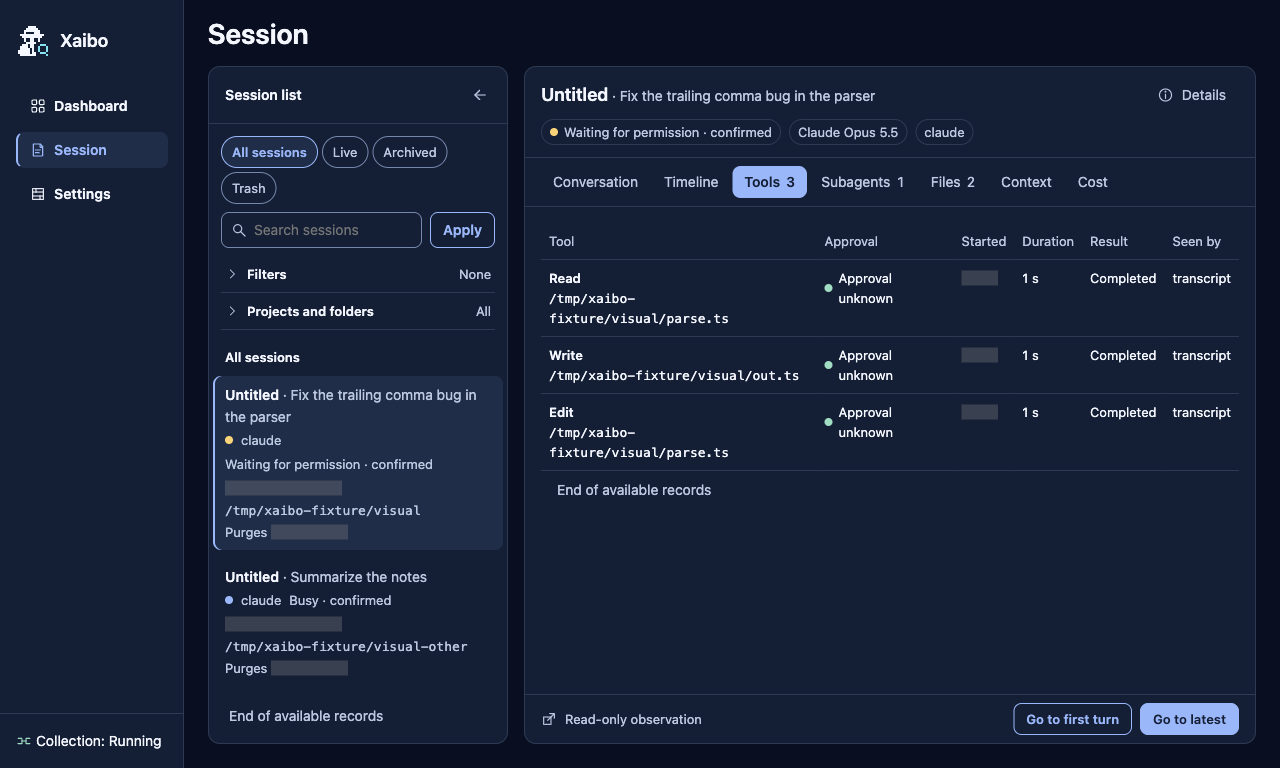 Xaibo
Dashboard
Session
Settings
Collection: Running
Session
Session list
All sessions
Live
Archived
Trash
Search sessions
Apply
Filters
None
Projects and folders
All
All sessions
Untitled · Fix the trailing comma bug in
the parser
claude
Waiting for permission · confirmed
/tmp/xaibo-fixture/visual
Purges
Untitled · Summarize the notes
claude Busy · confirmed
/tmp/xaibo-fixture/visual-other
Purges
End of available records
Untitled · Fix the trailing comma bug in the parser
Details
Waiting for permission · confirmed
Claude Opus 5.5
claude
Conversation
Timeline
Tools 3
Subagents 1
Files 2
Context
Cost
Tool Approval Started Duration Result Seen by
Read
/tmp/xaibo-
fixture/visual/parse.ts
Approval
unknown
1 s
Completed
transcript
Write
/tmp/xaibo-fixture/visual/out.ts
Approval
unknown
1 s
Completed
transcript
Edit
/tmp/xaibo-
fixture/visual/parse.ts
Approval
unknown
1 s
Completed
transcript
End of available records
Read-only observation
Go to first turn
Go to latest